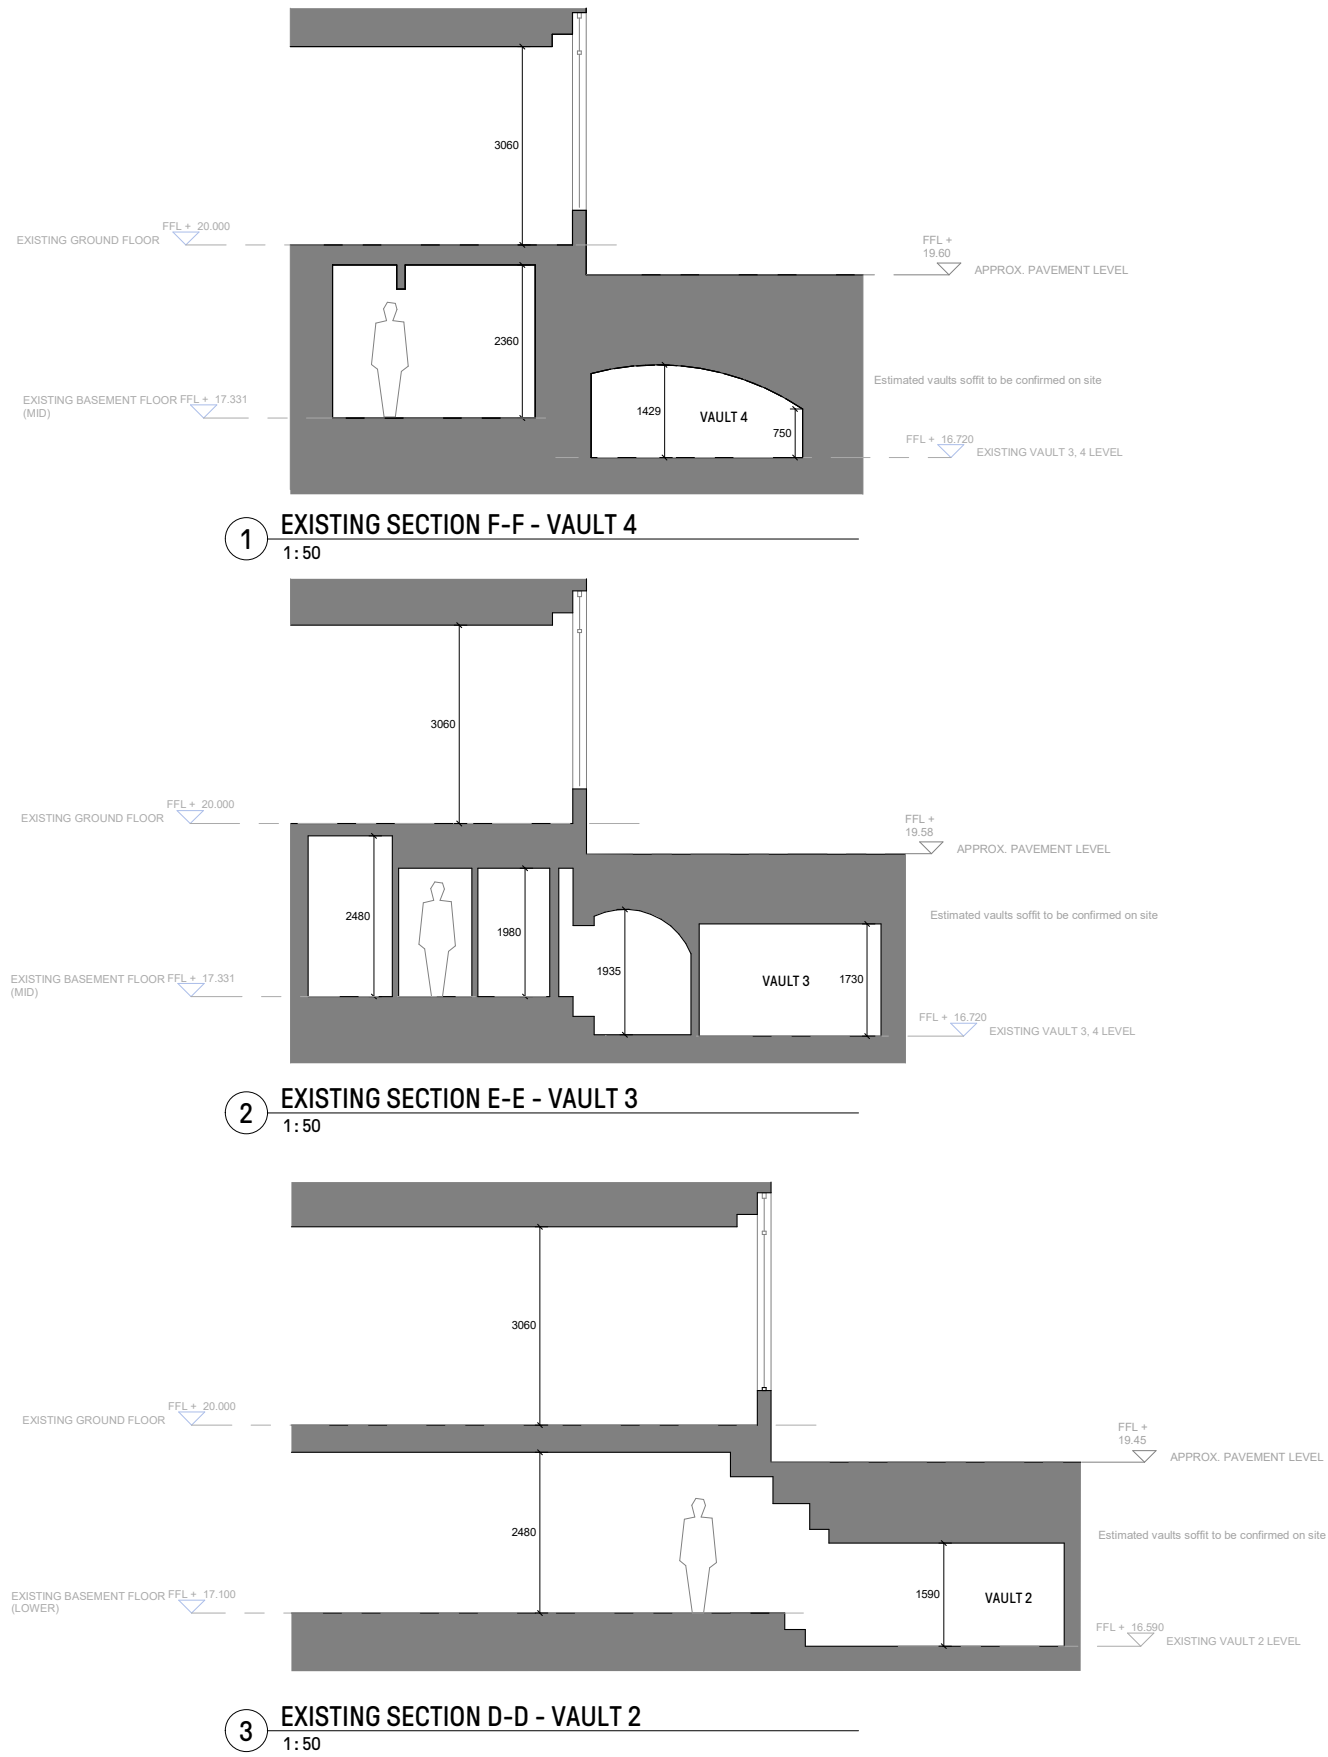 3060
FFL + 20.000
EXISTING GROUND FLOOR
FFL +
19.60
APPROX. PAVEMENT LEVEL
2360
Estimated vaults soffit to be confirmed on site
EXISTING BASEMENT FLOOR FFL + 17.331
(MID)
1429
VAULT 4
750
FFL + 16.720
EXISTING VAULT 3, 4 LEVEL
1
EXISTING SECTION F-F - VAULT 4
1:50
3060
FFL + 20.000
EXISTING GROUND FLOOR
FFL +
19.58
APPROX. PAVEMENT LEVEL
2480
1980
Estimated vaults soffit to be confirmed on site
EXISTING BASEMENT FLOOR FFL + 17.331
(MID)
1935
VAULT 3
1730
FFL + 16.720
EXISTING VAULT 3, 4 LEVEL
2
EXISTING SECTION E-E - VAULT 3
1:50
3060
FFL + 20.000
EXISTING GROUND FLOOR
FFL +
19.45
APPROX. PAVEMENT LEVEL
2480
Estimated vaults soffit to be confirmed on site
EXISTING BASEMENT FLOOR FFL + 17.100
(LOWER)
1590
VAULT 2
FFL + 16.590
EXISTING VAULT 2 LEVEL
3
EXISTING SECTION D-D - VAULT 2
1:50